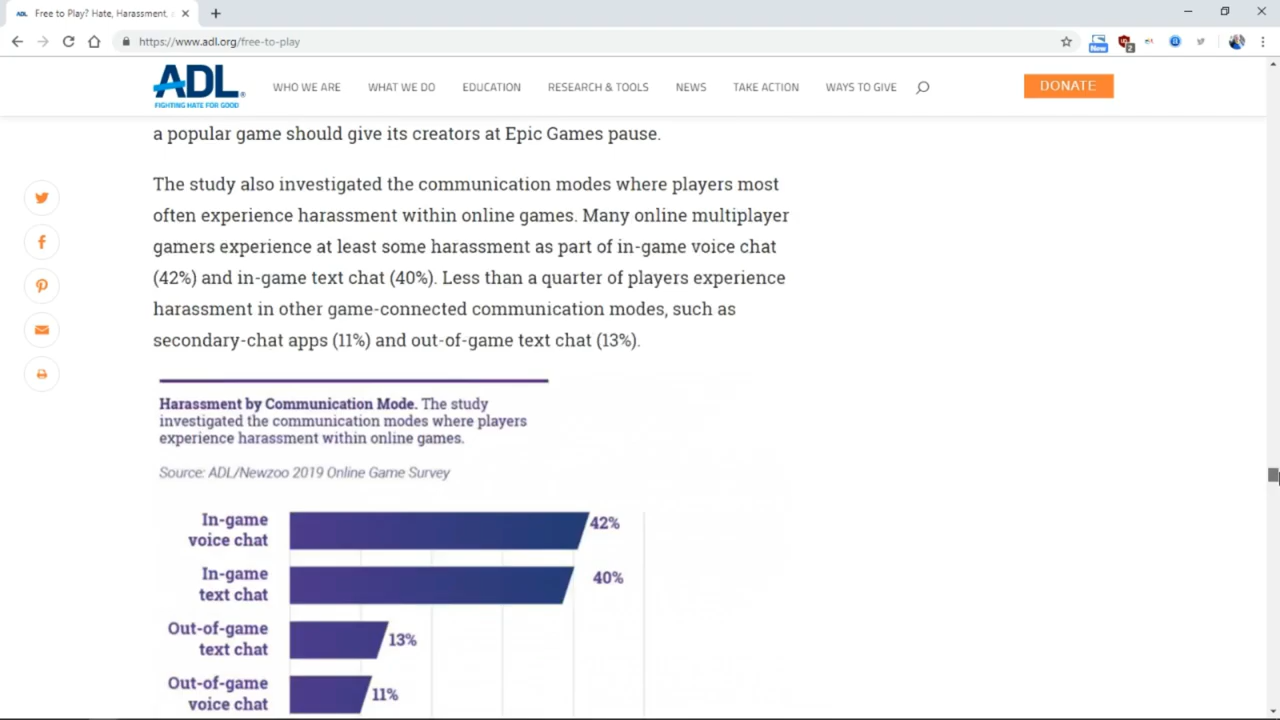 ADL Free to Play? Hate, Harassment,
https://www.adl.org/free-to-play
New
2
ADL
FIGHTING HATE FOR GOOD
WHO WE ARE WHAT WE DO EDUCATION RESEARCH & TOOLS NEWS TAKE ACTION WAYS TO GIVE DONATE
a popular game should give its creators at Epic Games pause.
The study also investigated the communication modes where players most
often experience harassment within online games. Many online multiplayer
gamers experience at least some harassment as part of in-game voice chat
(42%) and in-game text chat (40%). Less than a quarter of players experience
harassment in other game-connected communication modes, such as
secondary-chat apps (11%) and out-of-game text chat (13%).
Harassment by Communication Mode. The study
investigated the communication modes where players
experience harassment within online games.
Source: ADL/Newzoo 2019 Online Game Survey
In-game
voice chat
42%
In-game
text chat
40%
Out-of-game
text chat
13%
Out-of-game
voice chat
11%